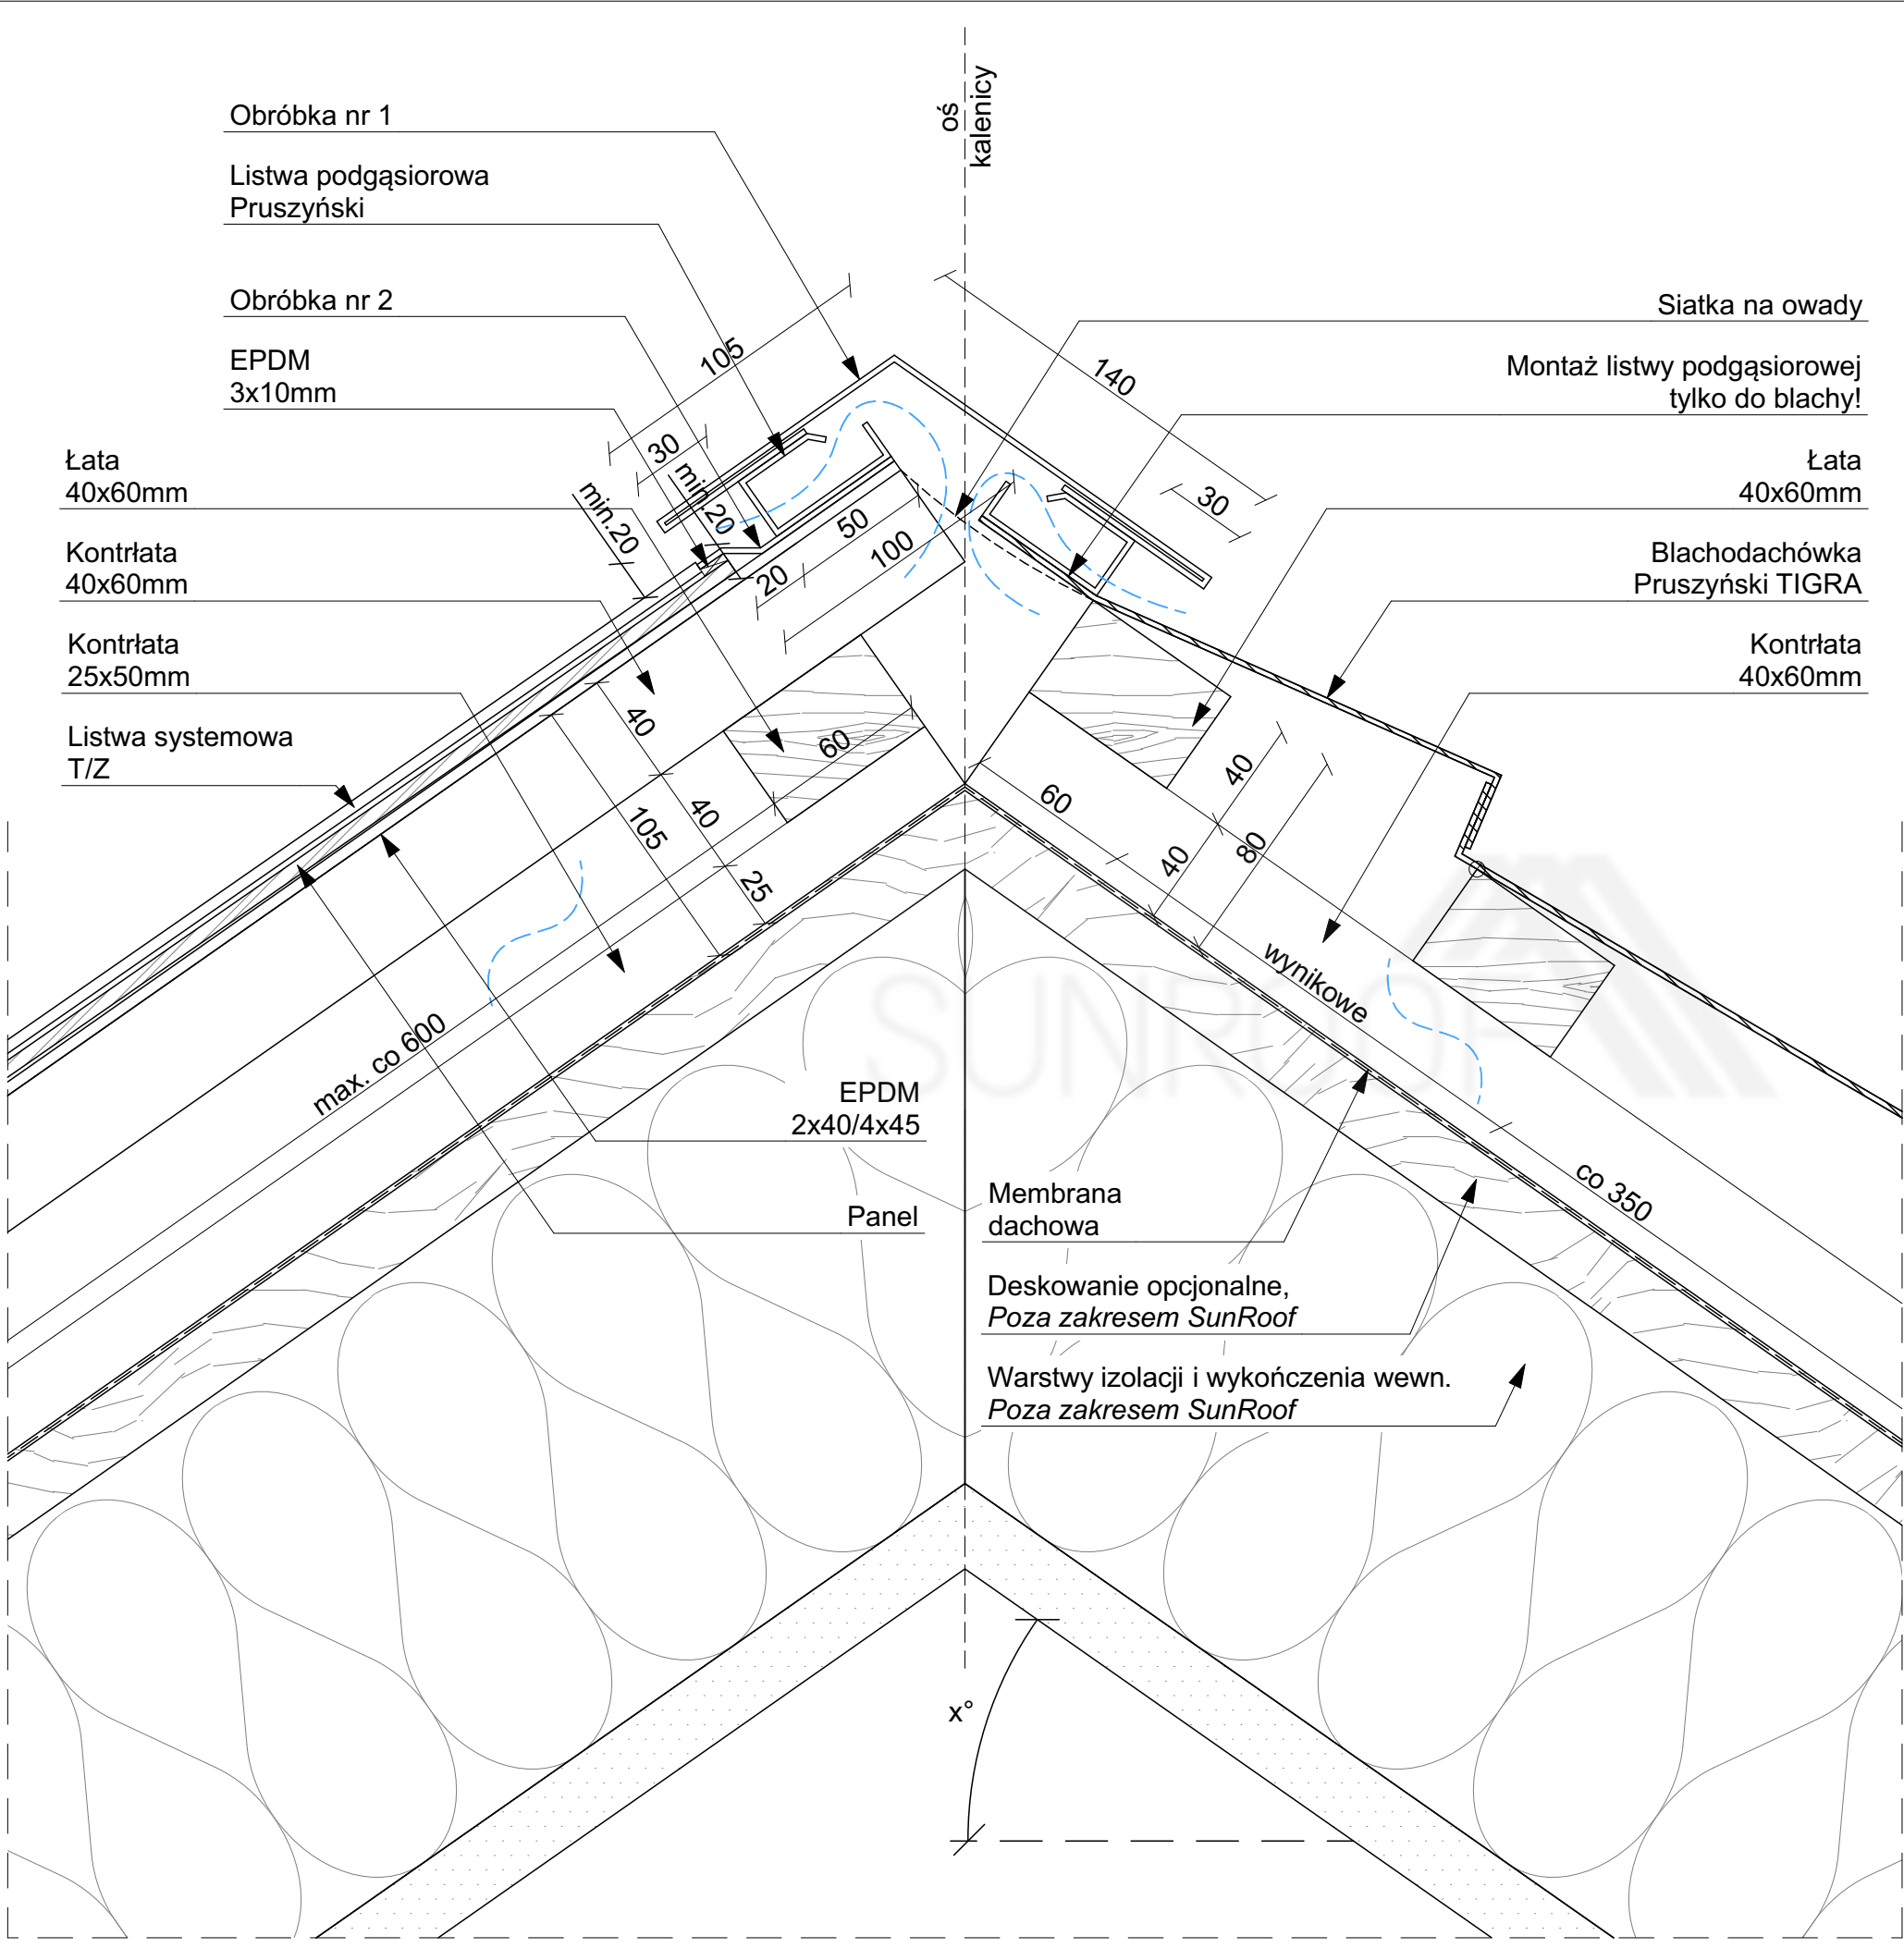 oś
kalenicy
Obróbka nr 1
Listwa podgąsiorowa
Pruszyński
Obróbka nr 2
EPDM
3x10mm
Łata
40x60mm
Kontrłata
40x60mm
Kontrłata
25x50mm
Listwa systemowa
T/Z
Siatka na owady
Montaż listwy podgąsiorowej
tylko do blachy!
Łata
40x60mm
Blachodachówka
Pruszyński TIGRA
Kontrłata
40x60mm
105
140
30
min.20
min.20
30
50
100
20
40
60
40
105
25
max. co 600
60
40
40
80
wynikowe
co 350
SUNROOF
EPDM
2x40/4x45
Panel
Membrana
dachowa
Deskowanie opcjonalne,
Poza zakresem SunRoof
Warstwy izolacji i wykończenia wewn.
Poza zakresem SunRoof
x°